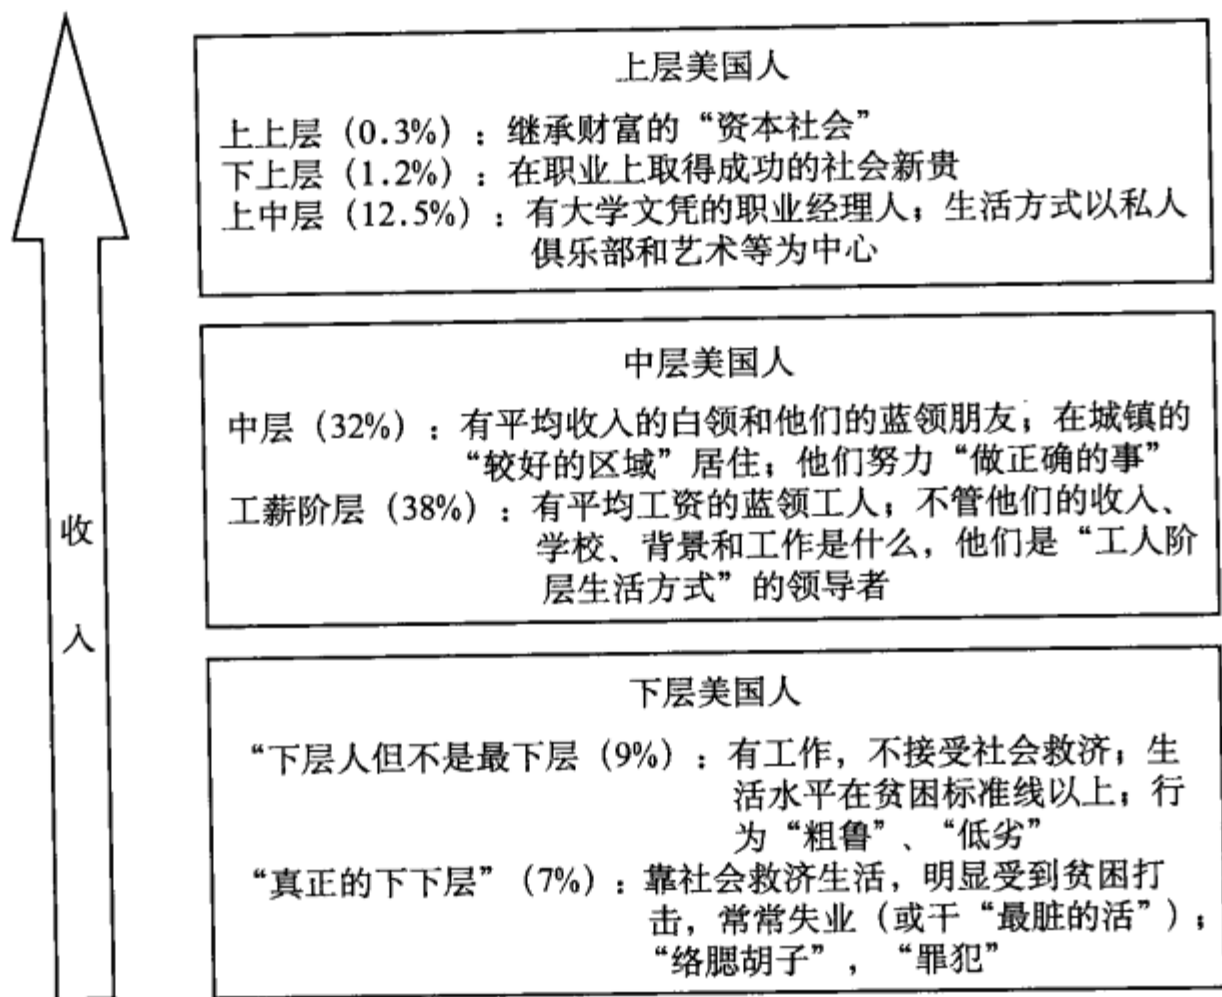 上层美国人
上上层（0.3%）：继承财富的“资本社会”
下上层（1.2%）：在职业上取得成功的社会新贵
上中层（12.5%）：有大学文凭的职业经理人；生活方式以私人
俱乐部和艺术等为中心
中层美国人
中层（32%）：有平均收入的白领和他们的蓝领朋友；在城镇的
“较好的区域”居住；他们努力“做正确的事”
工薪阶层（38%）：有平均工资的蓝领工人；不管他们的收入、
学校、背景和工作是什么，他们是“工人阶
层生活方式”的领导者
收
入
下层美国人
“下层人但不是最下层（9%）：有工作，不接受社会救济；生
活水平在贫困标准线以上；行
为“粗鲁”、“低劣”
“真正的下下层”（7%）：靠社会救济生活，明显受到贫困打
击，常常失业（或干“最脏的活”）；
“络腮胡子”，“罪犯”